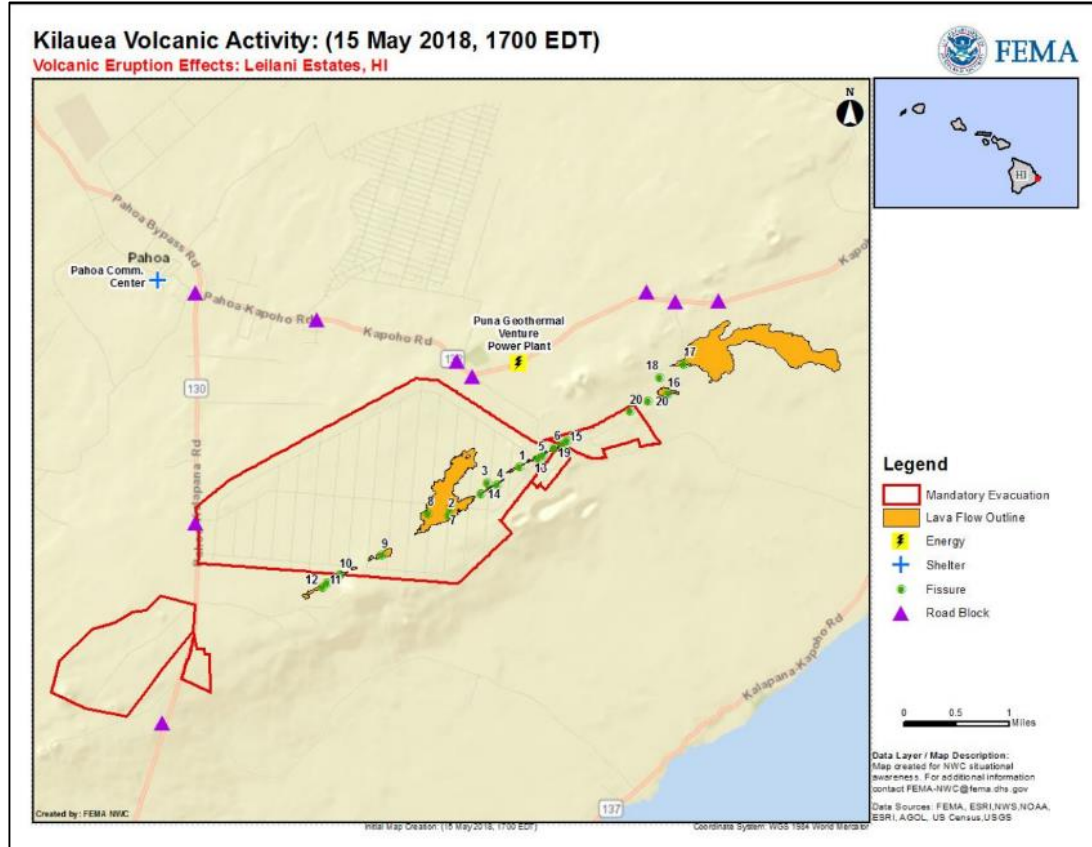 Kilauea Volcanic Activity: (15 May 2018, 1700 EDT)
Volcanic Eruption Effects: Leilani Estates, HI
FEMA
N
HI
Pahoa Bypass Rd
Pahoa
Pahoa Comm.
Center
Pahoa-Kapoho Rd
Kapoho Rd
Puna Geothermal
Venture
Power Plant
130
Kalapana Rd
17
18
16
20
20
6
15
5
19
1
3
4
14
8
2
7
9
10
12
11
Kalapana-Kapoho Rd
137
Created by: FEMA NWC
Initial Map Creation: (15 May 2018, 1700 EDT)
Coordinate System: WGS 1984 World Mercator
Legend
Mandatory Evacuation
Lava Flow Outline
Energy
Shelter
Fissure
Road Block
0 0.5 1
Miles
Data Layer / Map Description:
Map created for NWC situational
awareness. For additional information
contact FEMA-NWC@fema.dhs.gov
Data Sources: FEMA, ESRI,NWS,NOAA,
ESRI, AGOL, US Census,USGS